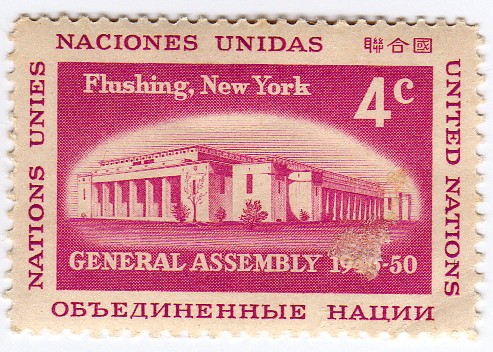 NACIONES UNIDAS 國合聯
Flushing, New York
4c
NATIONS UNIES
UNITED NATIONS
GENERAL ASSEMBLY
ОБЪЕДИНЕННЫЕ НАЦИИ